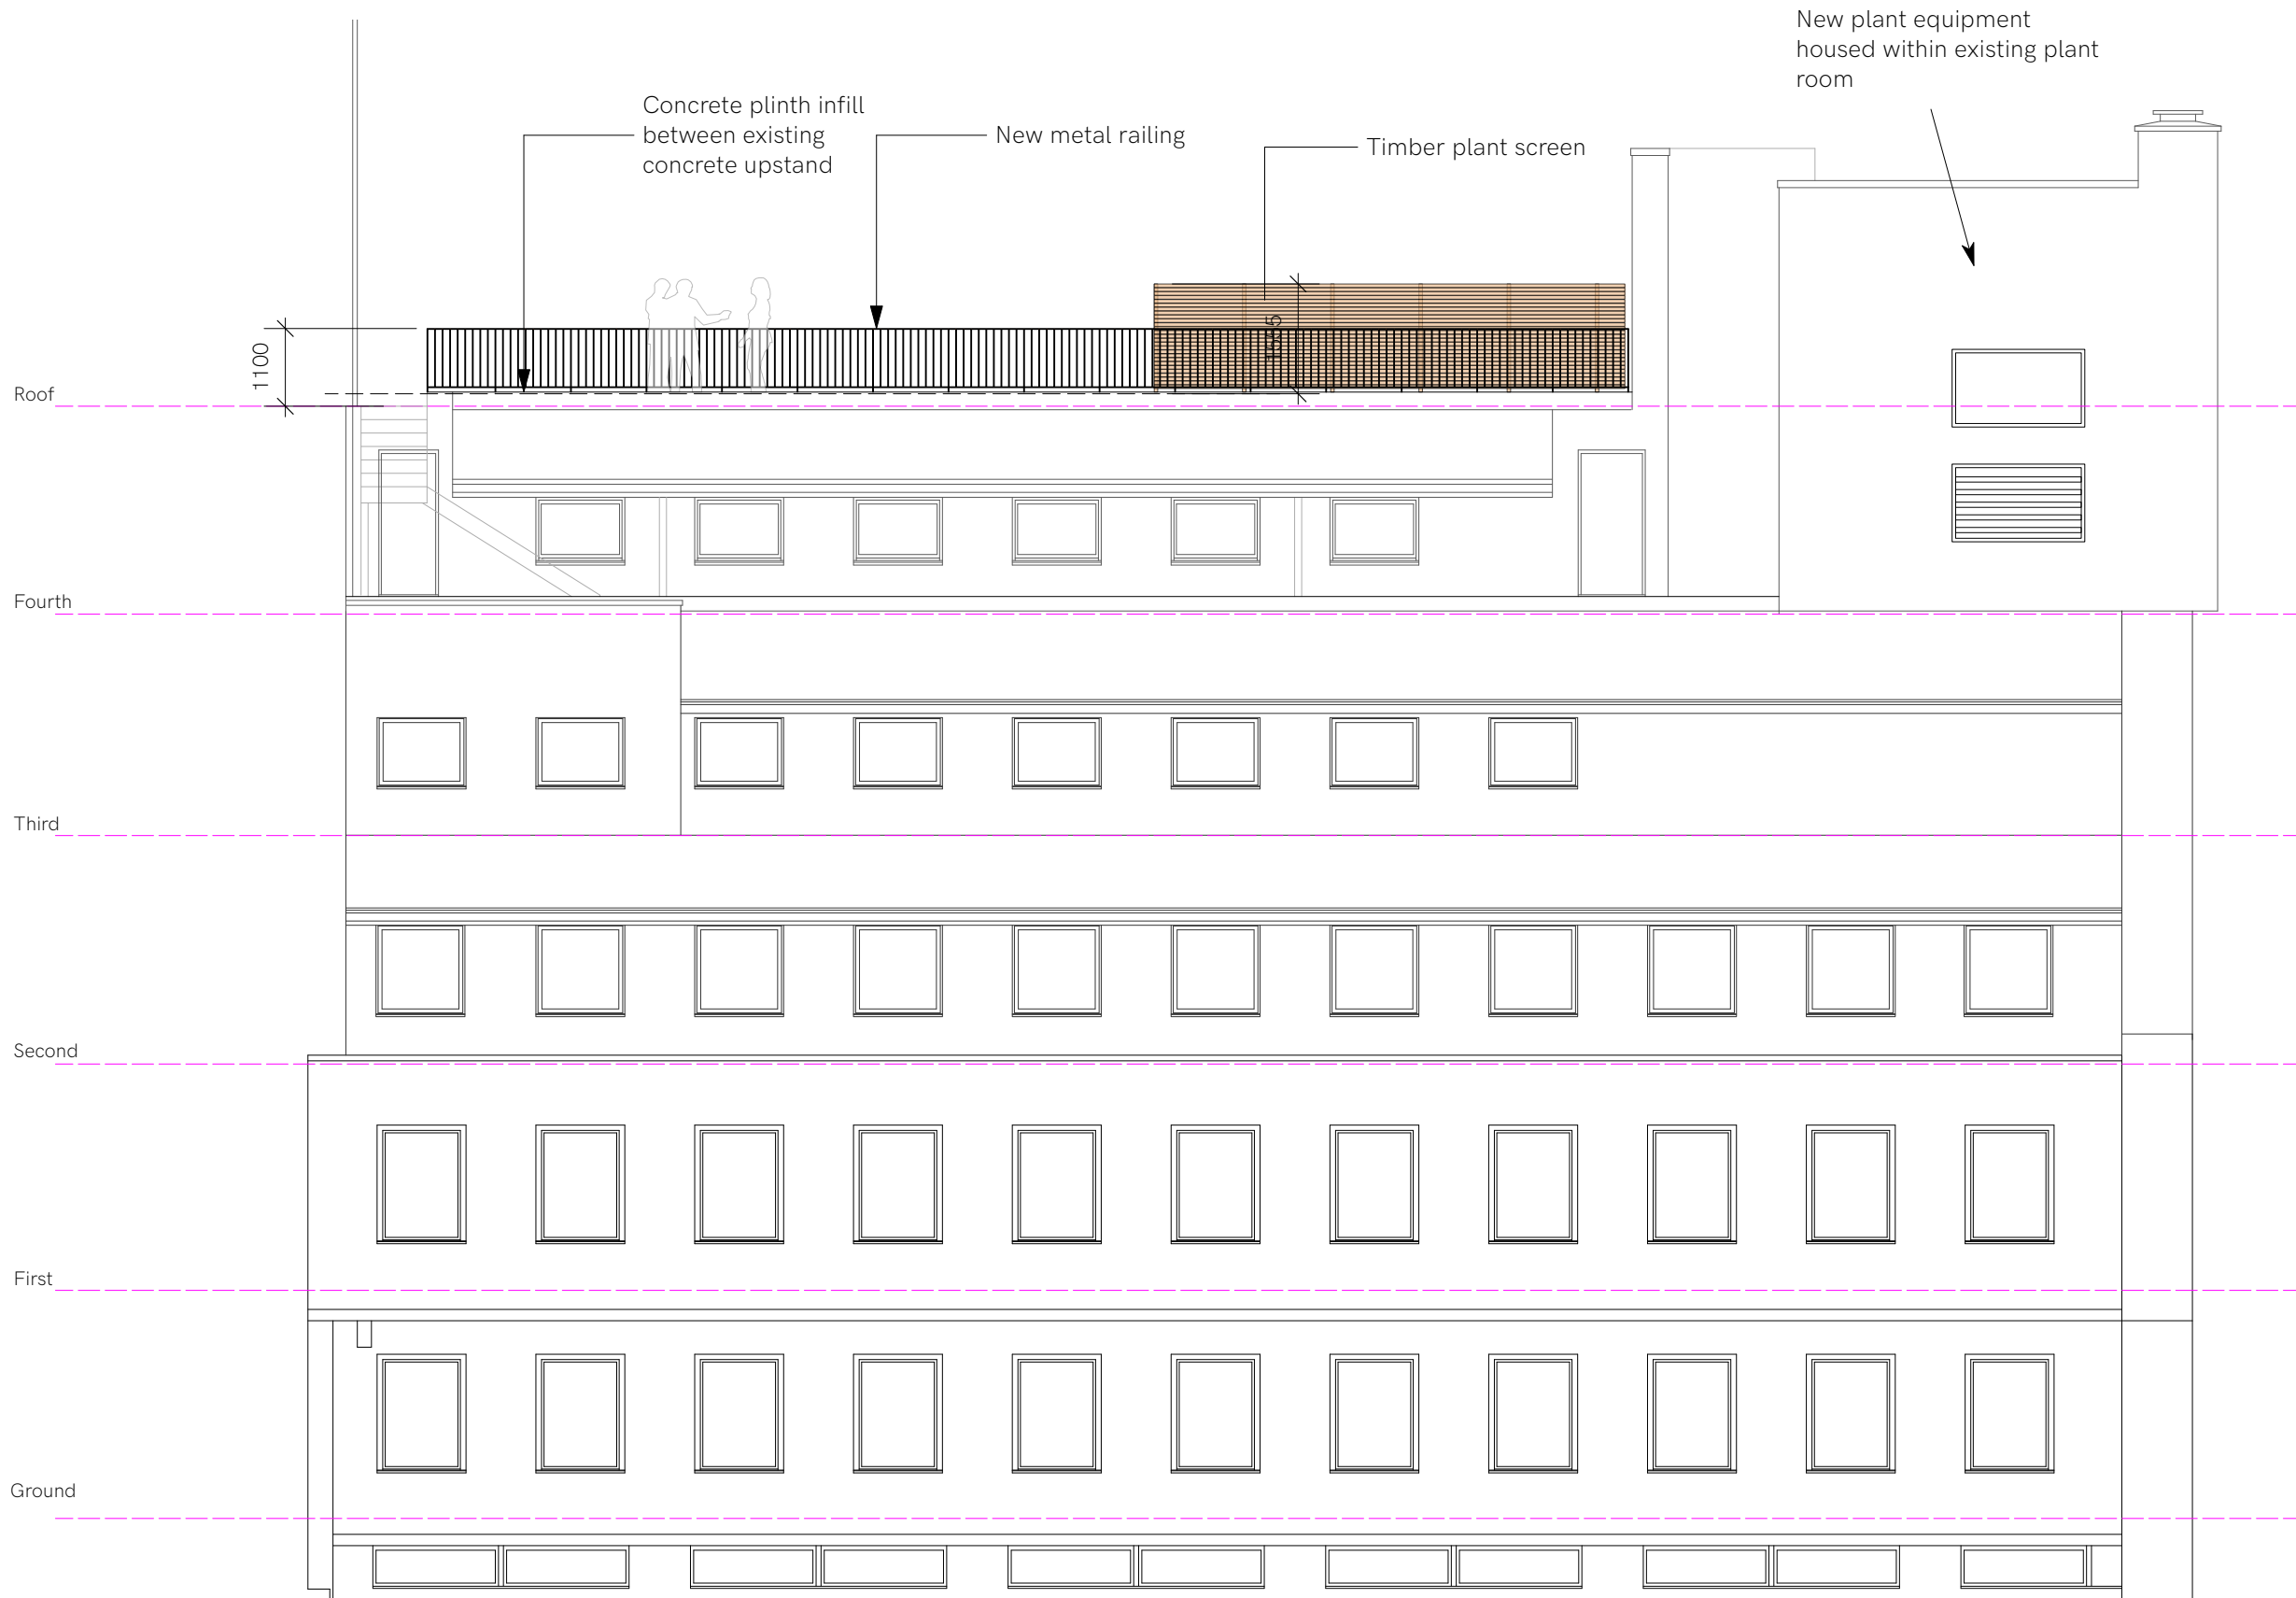 New plant equipment
housed within existing plant
room
Concrete plinth infill
between existing
concrete upstand
New metal railing
Timber plant screen
1100
1555
Roof
Fourth
Third
Second
First
Ground